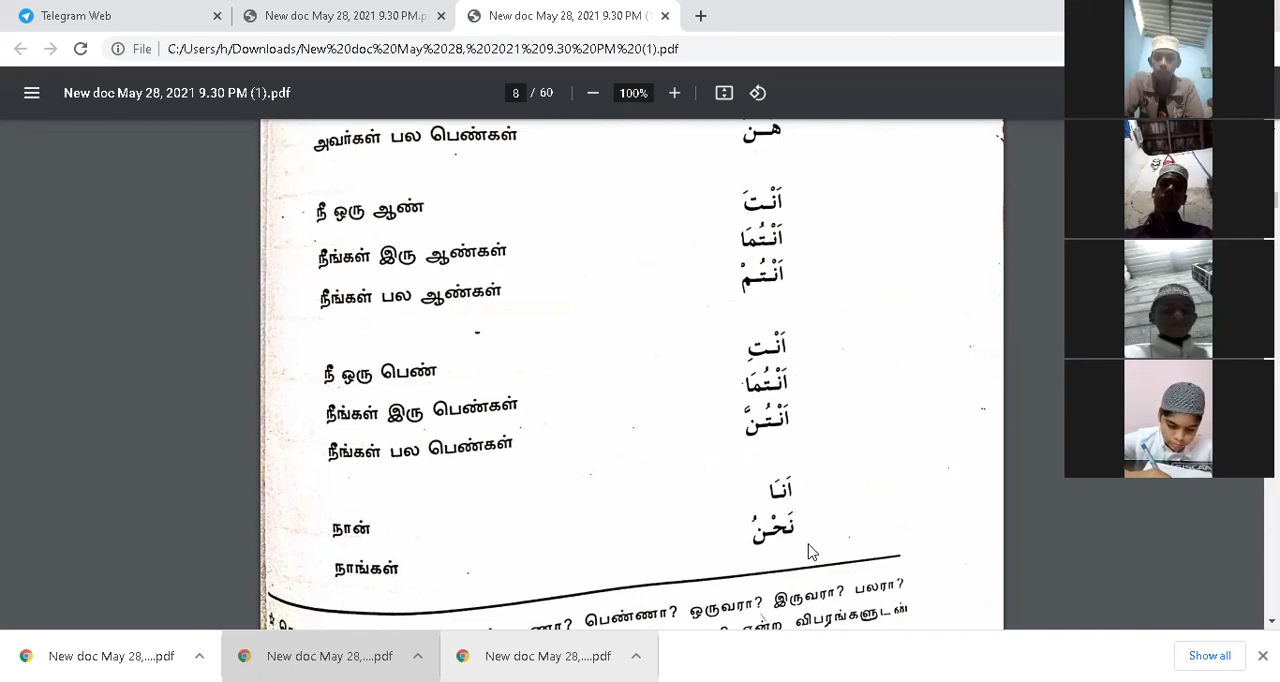 Telegram Web
New doc May 28, 2021 9.30 PM.p
New doc May 28, 2021 9.30 PM (1
File
C:/Users/h/Downloads/New%20doc%20May%2028,%202021%209.30%20PM%20(1).pdf
New doc May 28, 2021 9.30 PM (1).pdf
8 / 60
100%
அவர்கள் பல பெண்கள் هُنَّ
நீ ஒரு ஆண் اَنْتَ
நீங்கள் இரு ஆண்கள் اَنْتُمَا
நீங்கள் பல ஆண்கள் اَنْتُمْ
நீ ஒரு பெண் اَنْتِ
நீங்கள் இரு பெண்கள் اَنْتُمَا
நீங்கள் பல பெண்கள் اَنْتُنَّ
நான் اَنَا
நாங்கள் نَحْنُ
பெண்ணா? ஒருவரா? இருவரா? பலரா?
என்ற விபரங்களுடன்
New doc May 28,....pdf
New doc May 28,....pdf
New doc May 28,....pdf
Show all